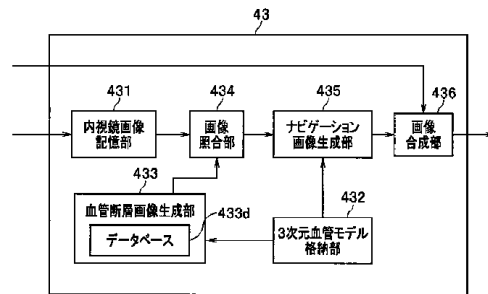 43
431
434
435
436
内視鏡画像
記憶部
画像
照合部
ナビゲーション
画像生成部
画像
合成部
433
432
血管断層画像生成部
433d
データベース
3次元血管モデル
格納部